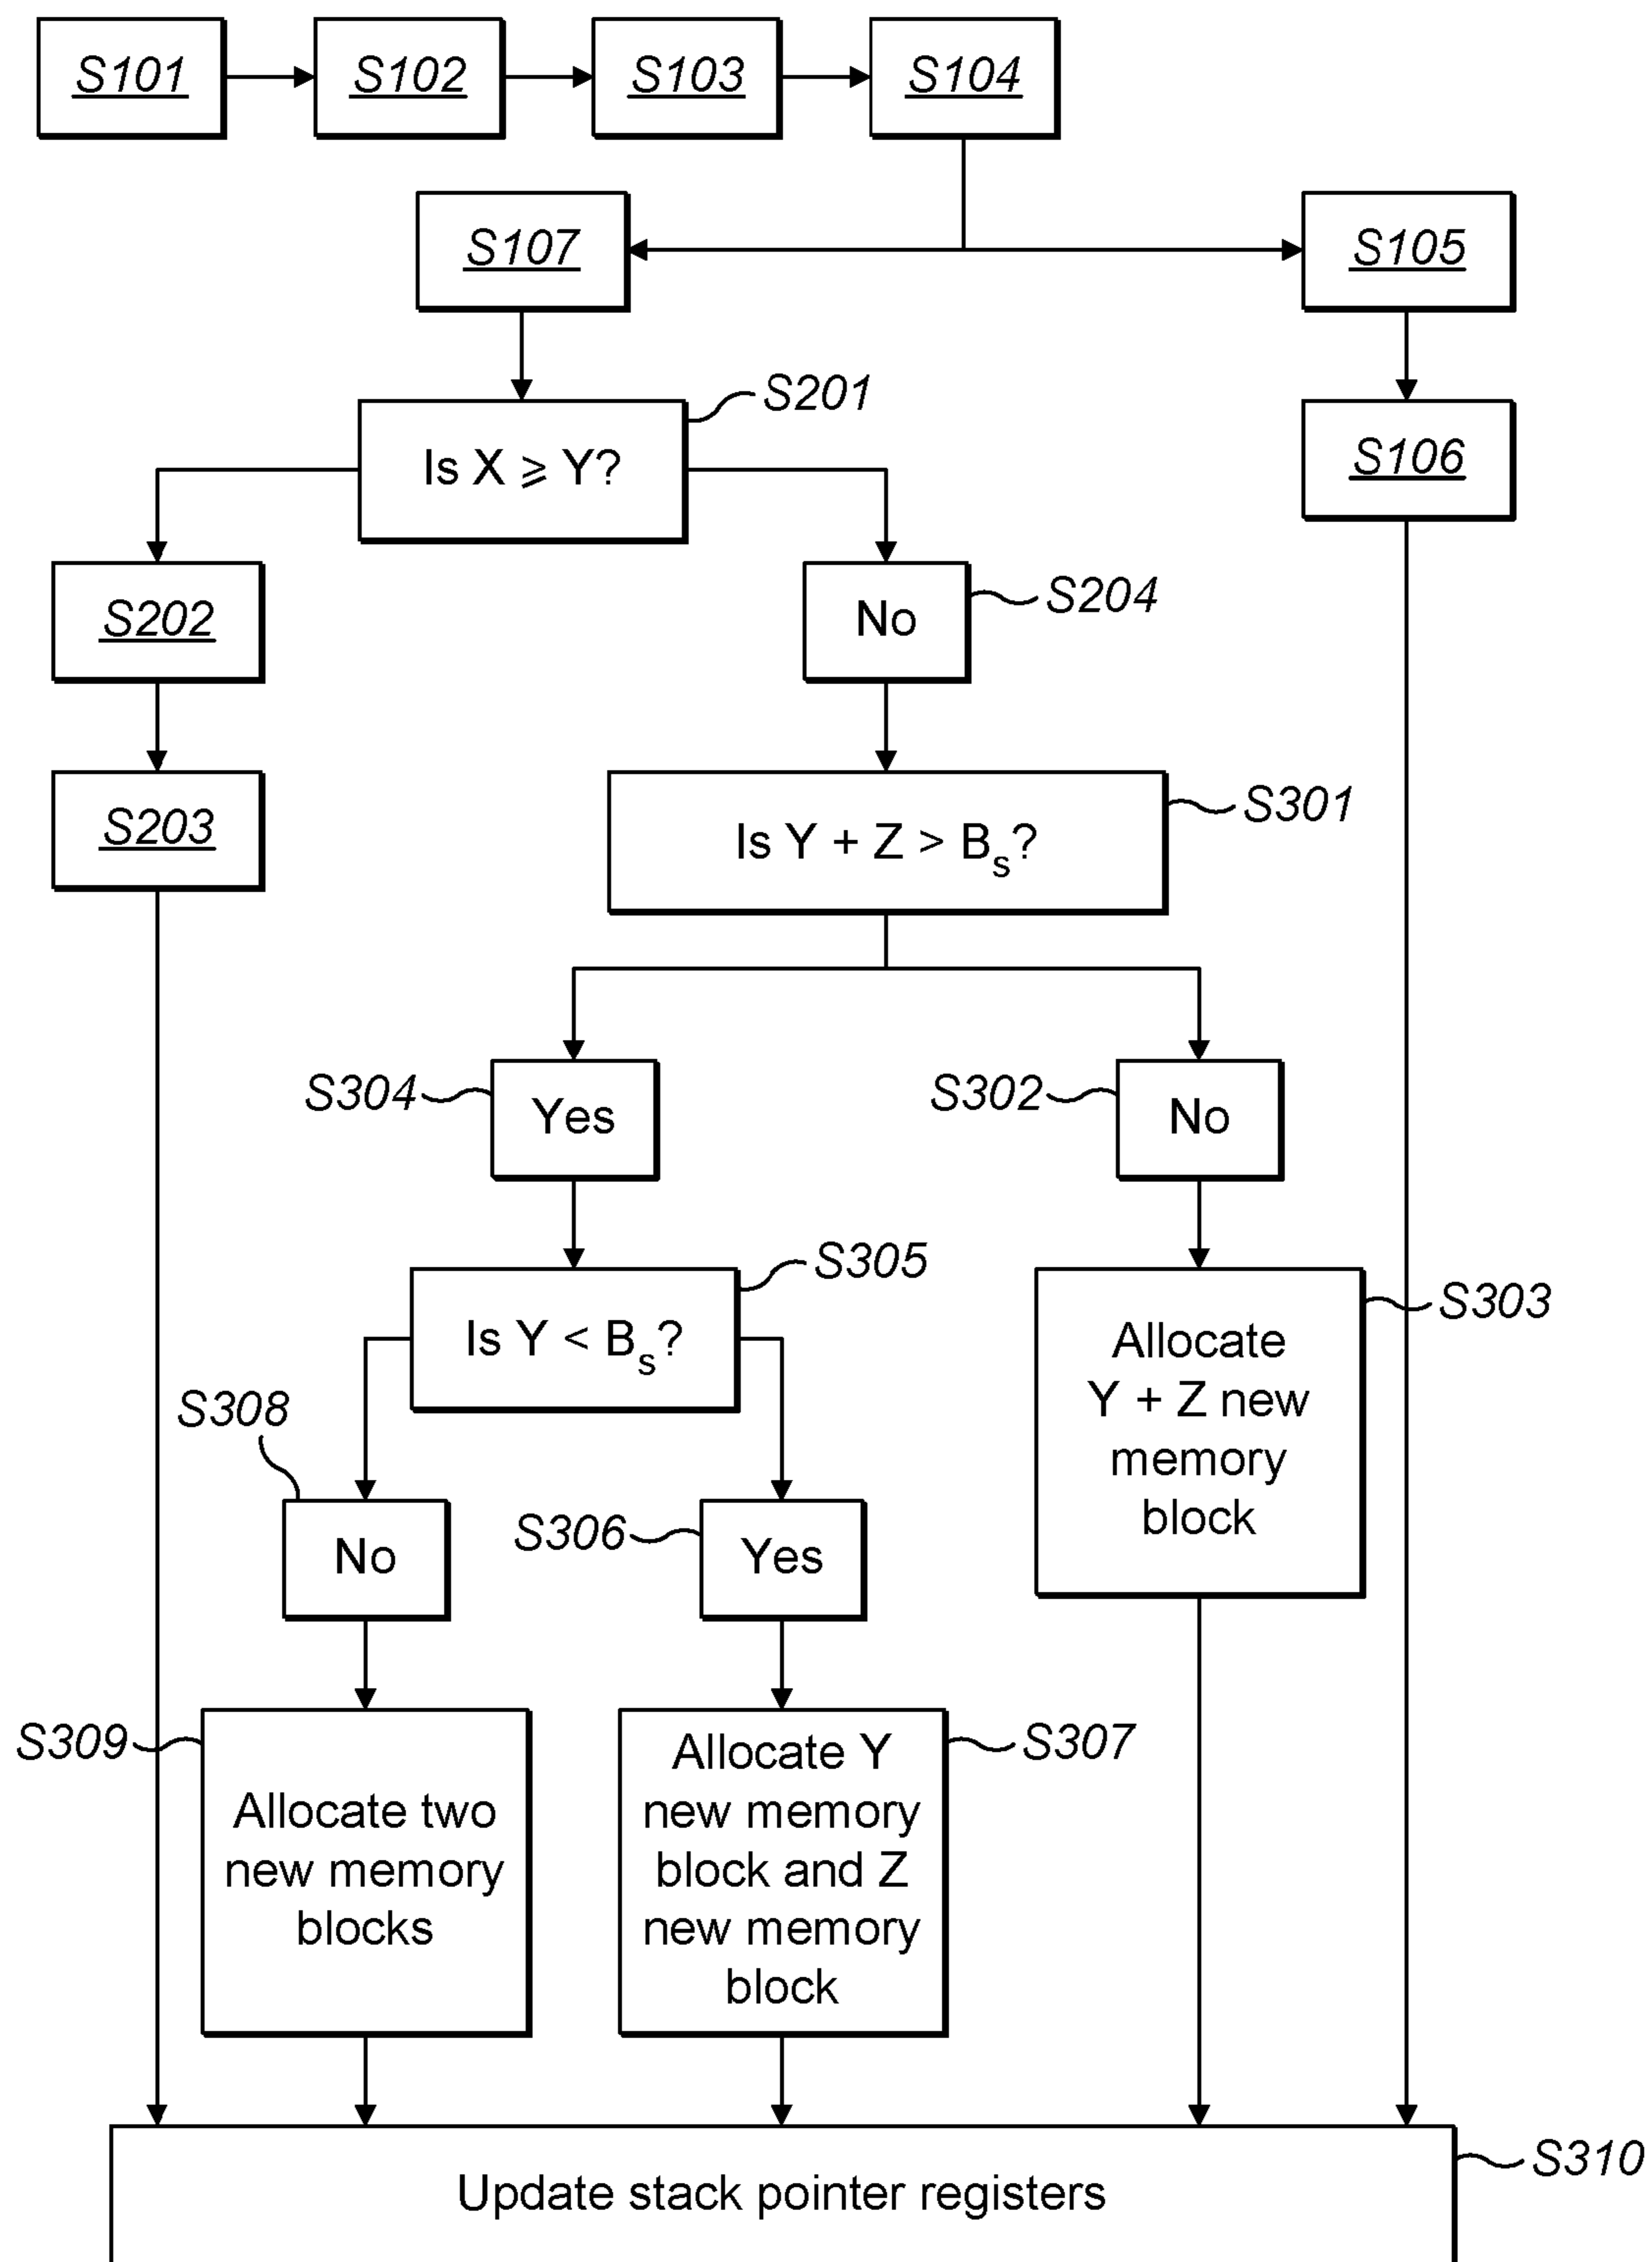 S101
S102
S103
S104
S107
S105
S201
Is X ⩾ Y?
S106
S202
No
S204
S203
Is Y + Z > Bs?
S301
S304
Yes
S302
No
Is Y < Bs?
S305
Allocate
Y + Z new
memory
block
S303
S308
No
S306
Yes
S309
Allocate two
new memory
blocks
Allocate Y
new memory
block and Z
new memory
block
S307
Update stack pointer registers
S310